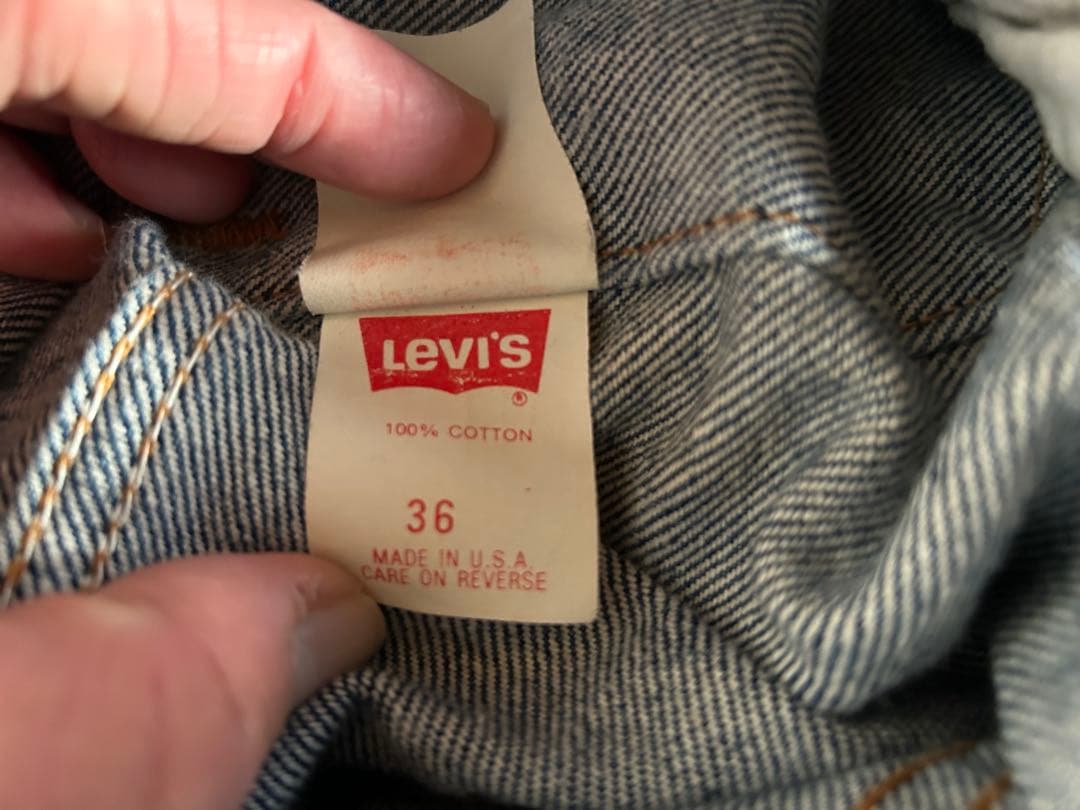 LEVI'S
®
100% COTTON
36
MADE IN U.S.A.
CARE ON REVERSE